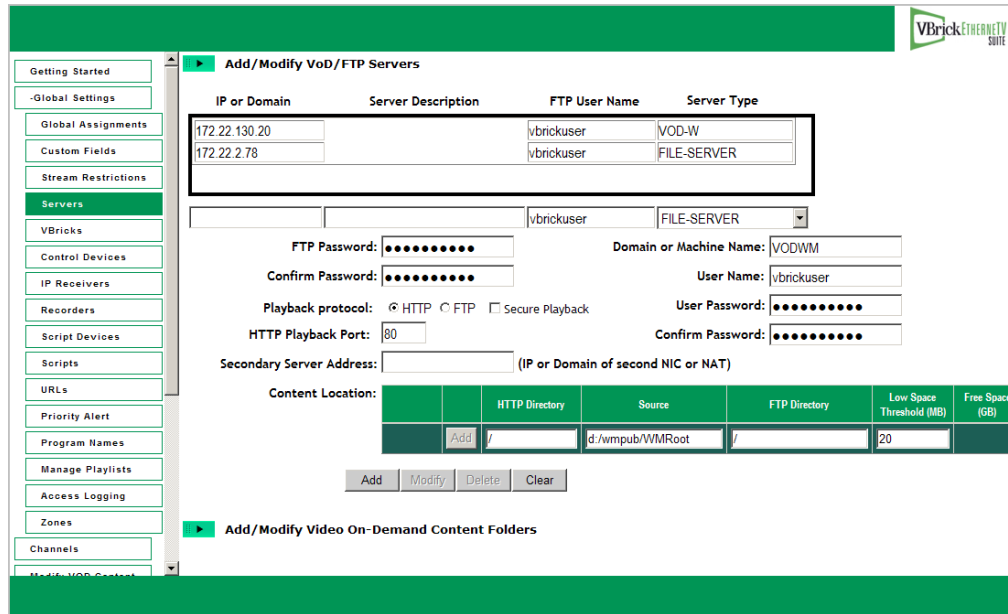 VBrick ETHERNETV
SUITE
Getting Started
-Global Settings
Global Assignments
Custom Fields
Stream Restrictions
Servers
VBricks
Control Devices
IP Receivers
Recorders
Script Devices
Scripts
URLs
Priority Alert
Program Names
Manage Playlists
Access Logging
Zones
Channels
Modify VOD Content
Add/Modify VoD/FTP Servers
IP or Domain Server Description FTP User Name Server Type
172.22.130.20 vbrickuser VOD-W
172.22.2.78 vbrickuser FILE-SERVER
vbrickuser FILE-SERVER
FTP Password: ●●●●●●●●●● Domain or Machine Name: VODWM
Confirm Password: ●●●●●●●●●● User Name: vbrickuser
Playback protocol: HTTP FTP Secure Playback User Password: ●●●●●●●●●●
HTTP Playback Port: 80 Confirm Password: ●●●●●●●●●●
Secondary Server Address: (IP or Domain of second NIC or NAT)
Content Location: HTTP Directory Source FTP Directory Low Space Threshold (MB) Free Space (GB)
Add / d:/wmpub/WMRoot / 20
Add Modify Delete Clear
Add/Modify Video On-Demand Content Folders